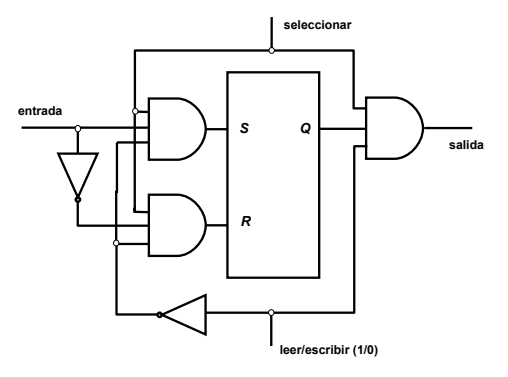 seleccionar
entrada
S
Q
salida
R
leer/escribir (1/0)